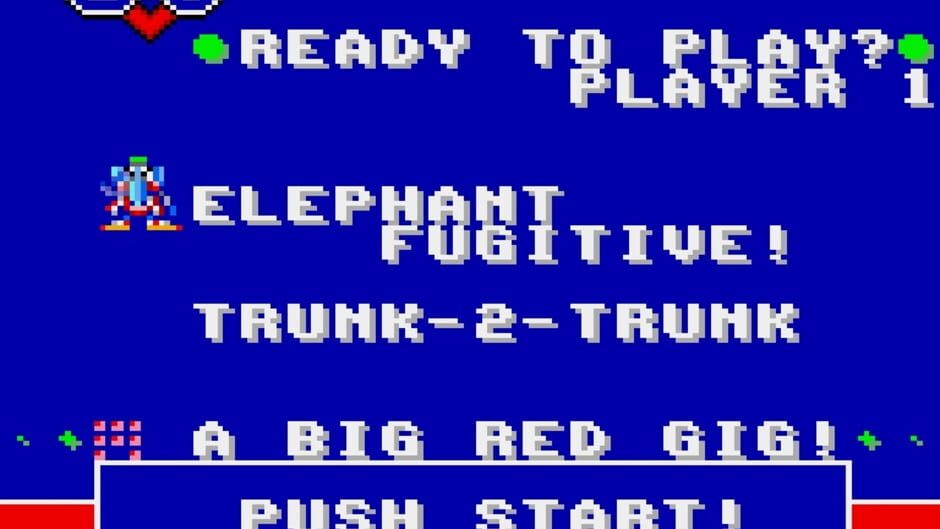 READY TO PLAY?
PLAYER 1
ELEPHANT
FUGITIVE!
TRUNK-2-TRUNK
A BIG RED GIG!
PUSH START!